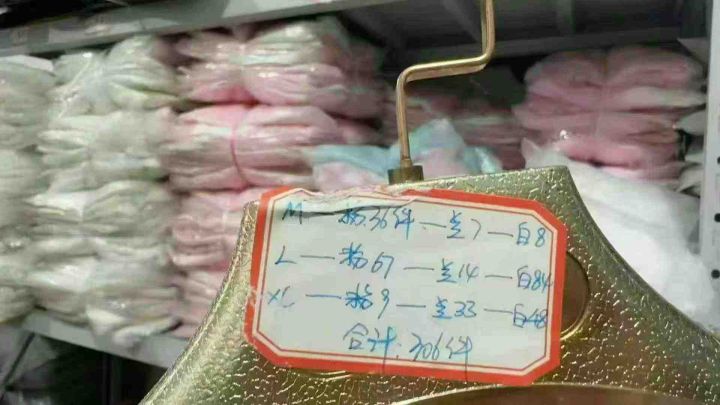 M — 粉36件 — 兰7 — 白8
L — 粉67 — 兰14 — 白84
XL — 粉9 — 兰33 — 白48
合计:306件